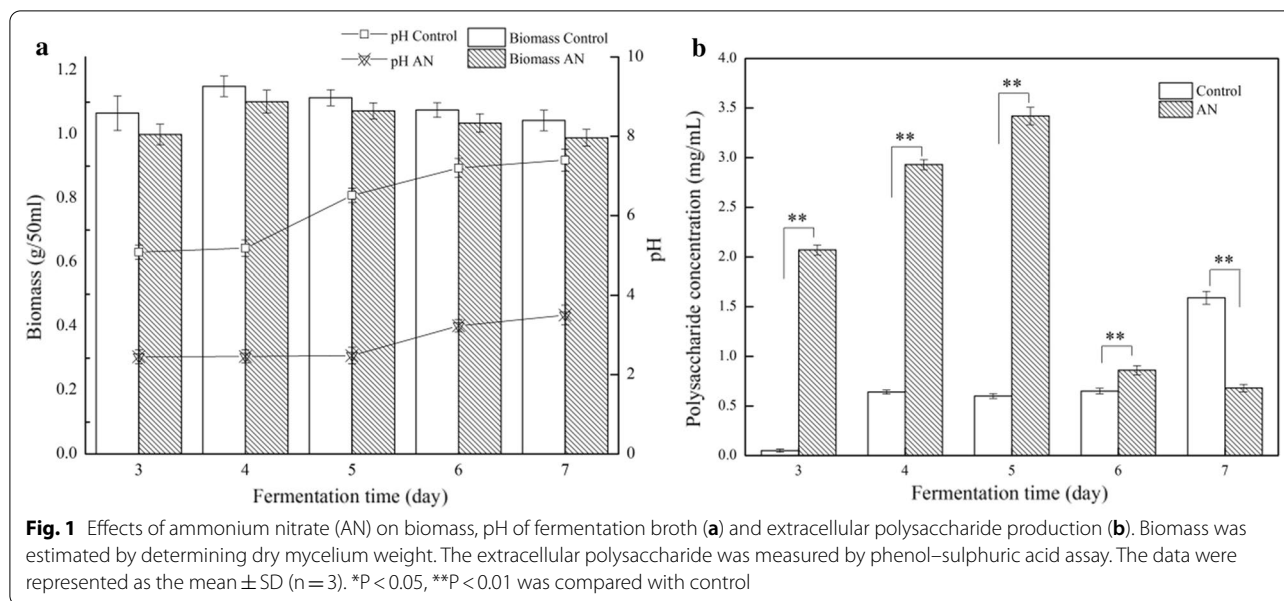 a
pH Control
Biomass Control
pH AN
Biomass AN
1.2
1.0
0.8
0.6
0.4
0.2
0.0
Biomass (g/50ml)
10
8
6
4
2
0
pH
3 4 5 6 7
Fermentation time (day)
b
Control
AN
4.0
3.5
3.0
2.5
2.0
1.5
1.0
0.5
0.0
Polysaccharide concentration (mg/mL)
**
**
**
**
**
3 4 5 6 7
Fermentation time (day)
Fig. 1 Effects of ammonium nitrate (AN) on biomass, pH of fermentation broth (a) and extracellular polysaccharide production (b). Biomass was
estimated by determining dry mycelium weight. The extracellular polysaccharide was measured by phenol–sulphuric acid assay. The data were
represented as the mean ± SD (n = 3). *P < 0.05, **P < 0.01 was compared with control